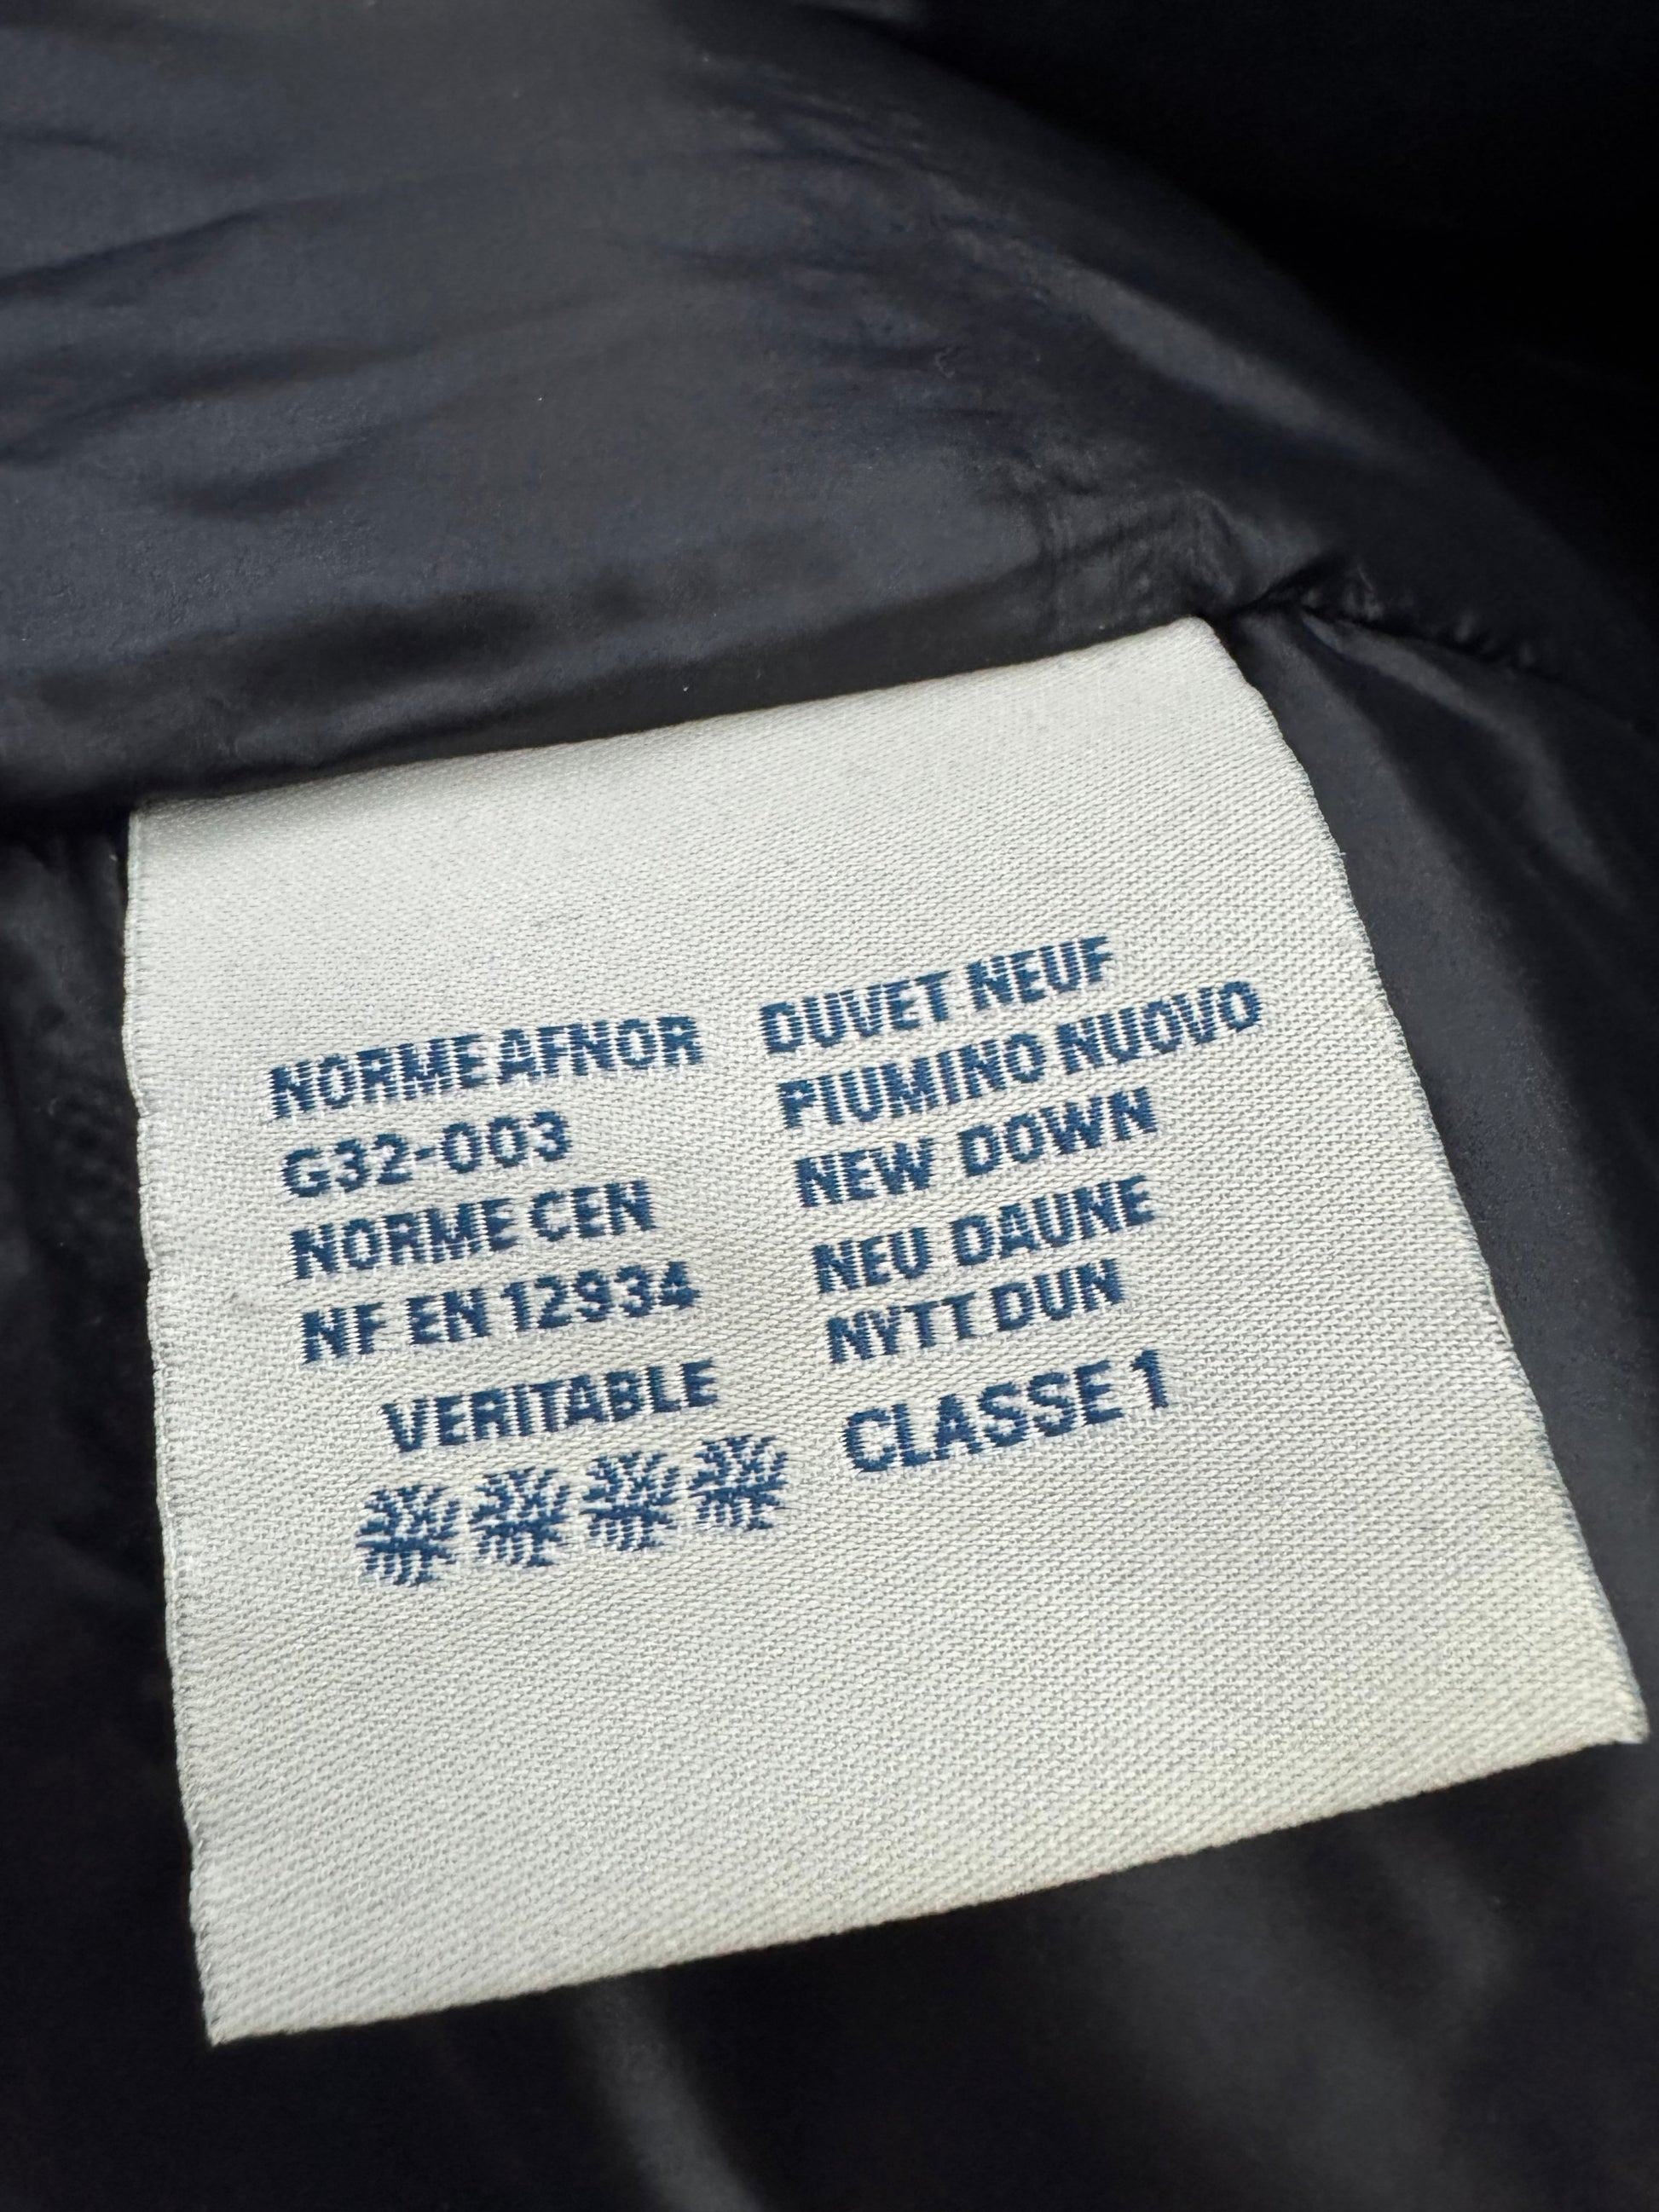 NORME AFNOR
G32-003
NORME CEN
NF EN 12934
VERITABLE
DUVET NEUF
PIUMINO NUOVO
NEW DOWN
NEU DAUNE
NYTT DUN
CLASSE 1